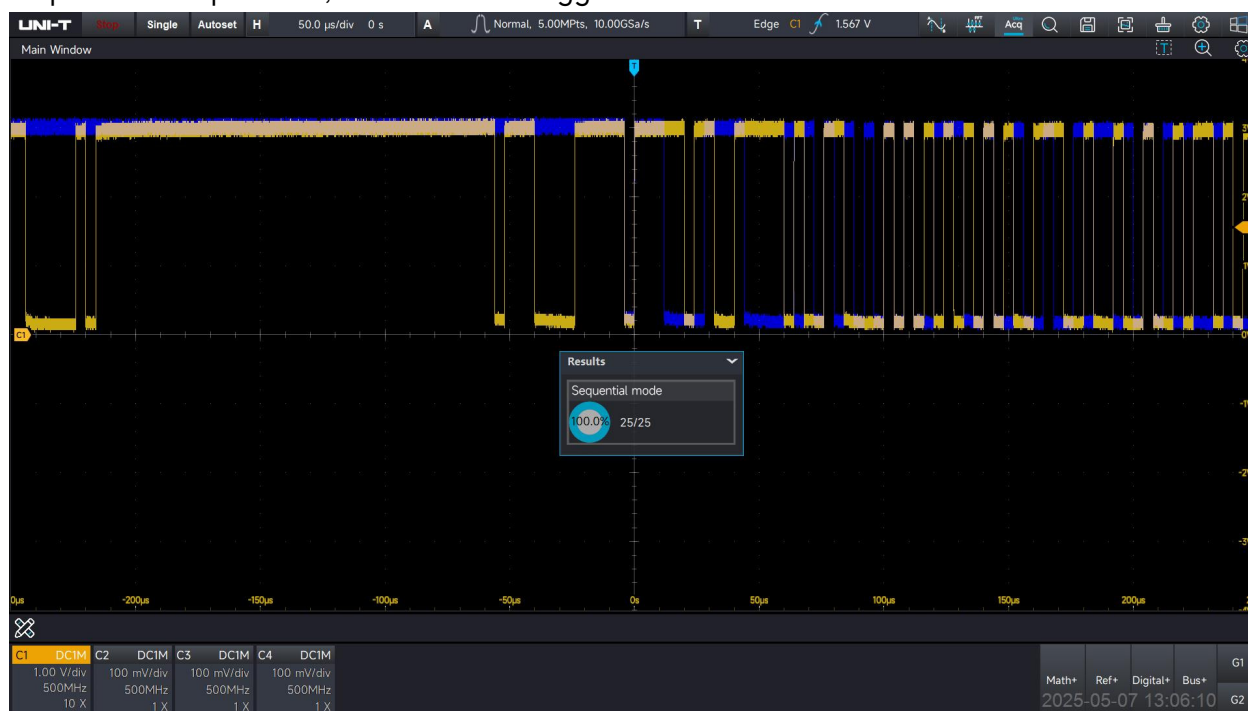 UNI-T Stop Single Autoset H 50.0 μs/div 0 s A Normal, 5.00MPts, 10.00GSa/s T Edge C1 1.567 V Acq
Main Window
T
C1
Results
Sequential mode
100.0% 25/25
0μs -200μs -150μs -100μs -50μs 0s 50μs 100μs 150μs 200μs
C1 DC1M C2 DC1M C3 DC1M C4 DC1M
1.00 V/div 100 mV/div 100 mV/div 100 mV/div
500MHz 500MHz 500MHz 500MHz
10 X 1 X 1 X 1 X
Math+ Ref+ Digital+ Bus+ G1
2025-05-07 13:06:10 G2